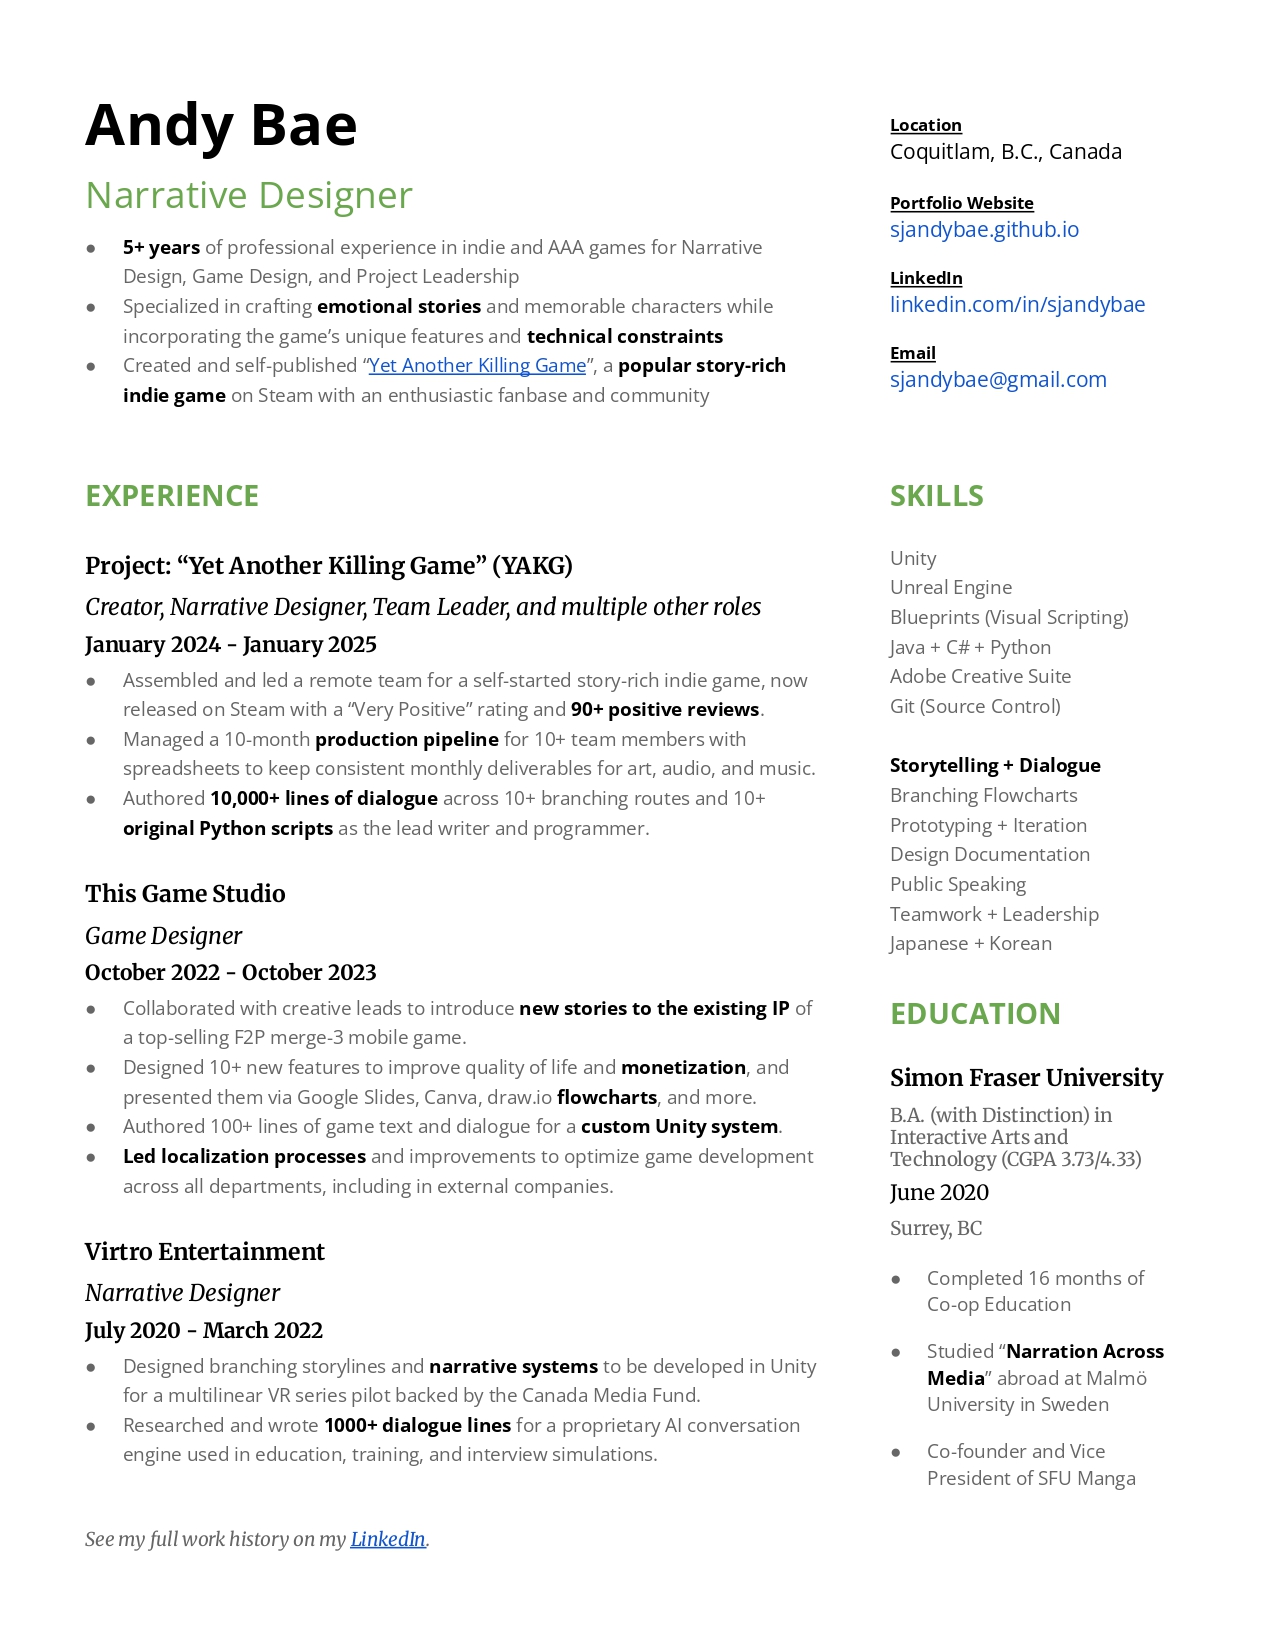 Andy Bae
Narrative Designer
● 5+ years of professional experience in indie and AAA games for Narrative
Design, Game Design, and Project Leadership
● Specialized in crafting emotional stories and memorable characters while
incorporating the game’s unique features and technical constraints
● Created and self-published “Yet Another Killing Game”, a popular story-rich
indie game on Steam with an enthusiastic fanbase and community
Location
Coquitlam, B.C., Canada
Portfolio Website
sjandybae.github.io
LinkedIn
linkedin.com/in/sjandybae
Email
sjandybae@gmail.com
EXPERIENCE
Project: “Yet Another Killing Game” (YAKG)
Creator, Narrative Designer, Team Leader, and multiple other roles
January 2024 - January 2025
● Assembled and led a remote team for a self-started story-rich indie game, now
released on Steam with a “Very Positive” rating and 90+ positive reviews.
● Managed a 10-month production pipeline for 10+ team members with
spreadsheets to keep consistent monthly deliverables for art, audio, and music.
● Authored 10,000+ lines of dialogue across 10+ branching routes and 10+
original Python scripts as the lead writer and programmer.
This Game Studio
Game Designer
October 2022 - October 2023
● Collaborated with creative leads to introduce new stories to the existing IP of
a top-selling F2P merge-3 mobile game.
● Designed 10+ new features to improve quality of life and monetization, and
presented them via Google Slides, Canva, draw.io flowcharts, and more.
● Authored 100+ lines of game text and dialogue for a custom Unity system.
● Led localization processes and improvements to optimize game development
across all departments, including in external companies.
Virtro Entertainment
Narrative Designer
July 2020 - March 2022
● Designed branching storylines and narrative systems to be developed in Unity
for a multilinear VR series pilot backed by the Canada Media Fund.
● Researched and wrote 1000+ dialogue lines for a proprietary AI conversation
engine used in education, training, and interview simulations.
See my full work history on my LinkedIn.
SKILLS
Unity
Unreal Engine
Blueprints (Visual Scripting)
Java + C# + Python
Adobe Creative Suite
Git (Source Control)
Storytelling + Dialogue
Branching Flowcharts
Prototyping + Iteration
Design Documentation
Public Speaking
Teamwork + Leadership
Japanese + Korean
EDUCATION
Simon Fraser University
B.A. (with Distinction) in
Interactive Arts and
Technology (CGPA 3.73/4.33)
June 2020
Surrey, BC
● Completed 16 months of
Co-op Education
● Studied “Narration Across
Media” abroad at Malmö
University in Sweden
● Co-founder and Vice
President of SFU Manga